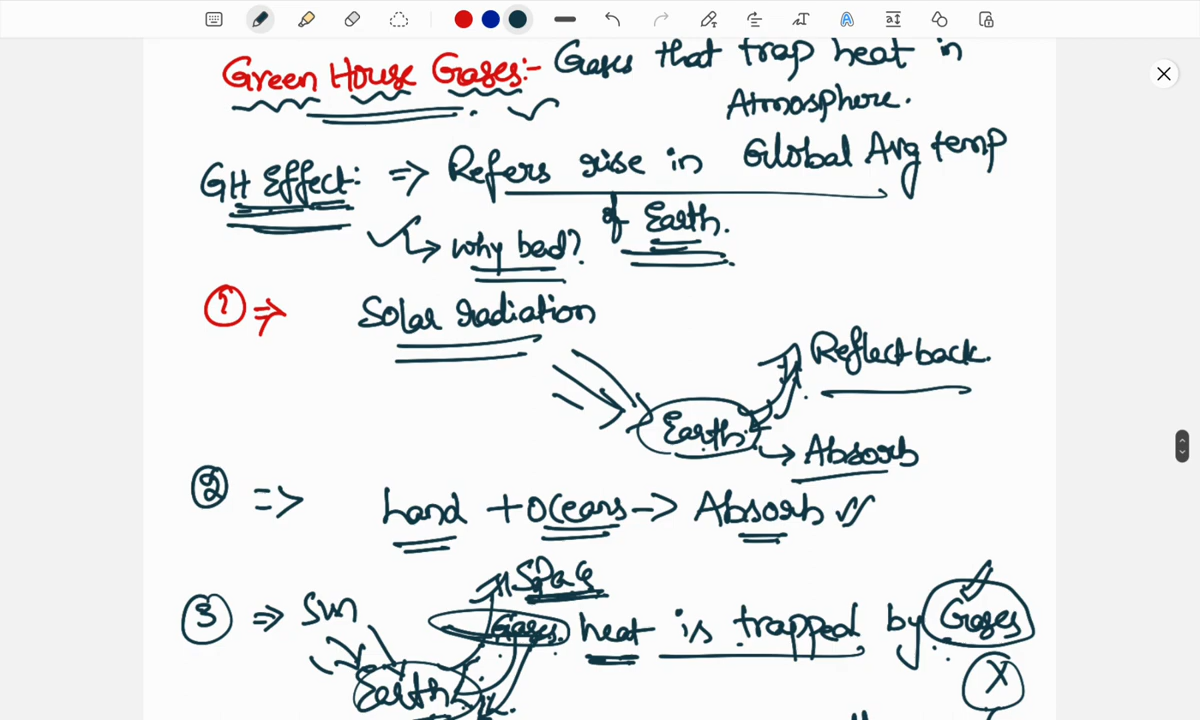 Green House Gases:- Gases that trap heat in
Atmosphere.
GH Effect: => Refers rise in Global Avg temp
of Earth.
why bad?
① => Solar radiation
Reflect back.
Earth
Absorb
② => Land + Oceans -> Absorb
Space
③ => Sun Gases heat is trapped by Gases
Earth X